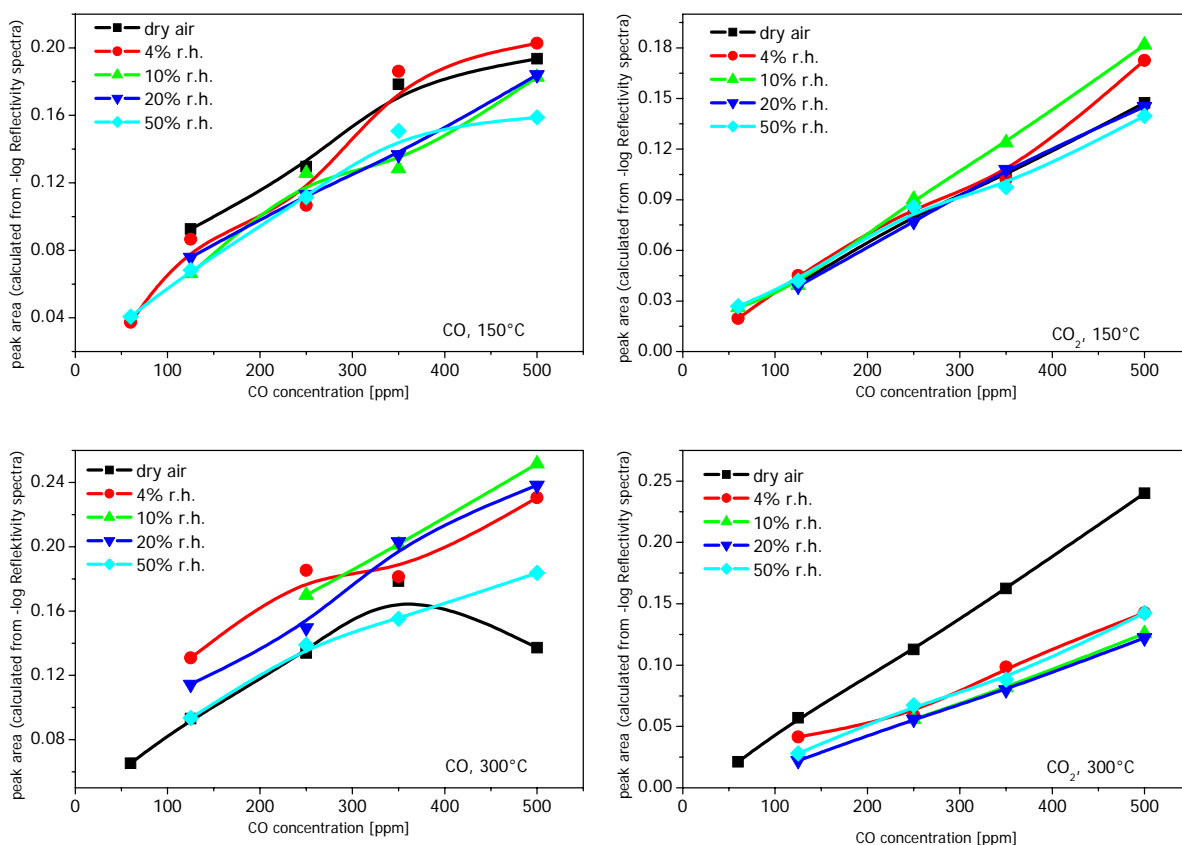 peak area (calculated from -log Reflectivity spectra)
0.20
0.16
0.12
0.08
0.04
dry air
4% r.h.
10% r.h.
20% r.h.
50% r.h.
CO, 150°C
0 100 200 300 400 500
CO concentration [ppm]
peak area (calculated from -log Reflectivity spectra)
0.18
0.15
0.12
0.09
0.06
0.03
0.00
dry air
4% r.h.
10% r.h.
20% r.h.
50% r.h.
CO₂, 150°C
0 100 200 300 400 500
CO concentration [ppm]
peak area (calculated from -log Reflektivity spectra)
0.24
0.20
0.16
0.12
0.08
dry air
4% r.h.
10% r.h.
20% r.h.
50% r.h.
CO, 300°C
0 100 200 300 400 500
CO concentration [ppm]
peak area (calculated from -log Reflectivity spectra)
0.25
0.20
0.15
0.10
0.05
0.00
dry air
4% r.h.
10% r.h.
20% r.h.
50% r.h.
CO₂, 300°C
0 100 200 300 400 500
CO concentration [ppm]